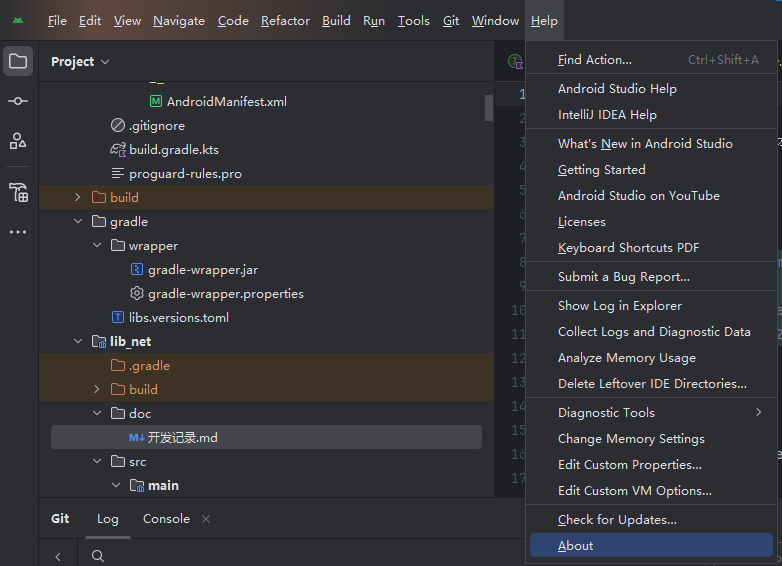 File Edit View Navigate Code Refactor Build Run Tools Git Window Help
Project
AndroidManifest.xml
.gitignore
build.gradle.kts
proguard-rules.pro
build
gradle
wrapper
gradle-wrapper.jar
gradle-wrapper.properties
libs.versions.toml
lib_net
.gradle
build
doc
开发记录.md
src
main
1
2
3
4
5
6
7
8
9
10
11
12
13
14
15
16
17
Find Action... Ctrl+Shift+A
Android Studio Help
IntelliJ IDEA Help
What's New in Android Studio
Getting Started
Android Studio on YouTube
Licenses
Keyboard Shortcuts PDF
Submit a Bug Report...
Show Log in Explorer
Collect Logs and Diagnostic Data
Analyze Memory Usage
Delete Leftover IDE Directories...
Diagnostic Tools
Change Memory Settings
Edit Custom Properties...
Edit Custom VM Options...
Check for Updates...
About
Git Log Console